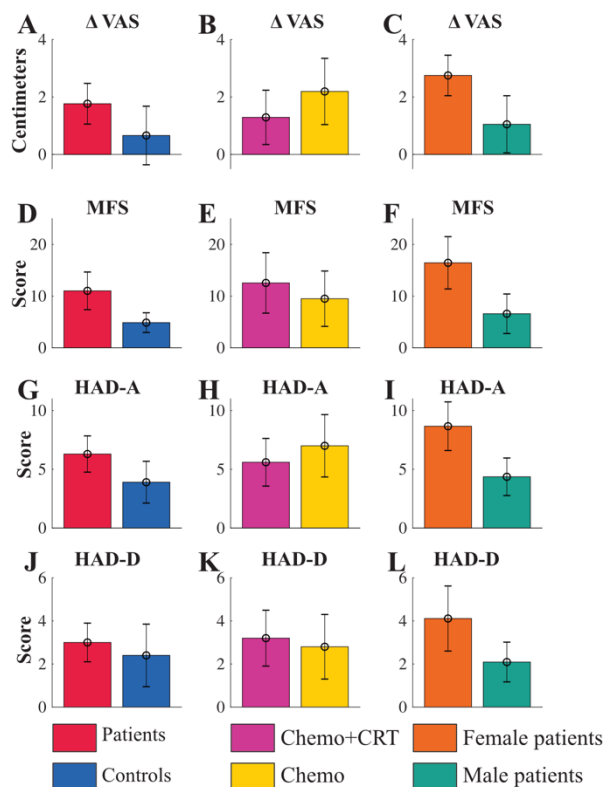 A Δ VAS B Δ VAS C Δ VAS
Centimeters
4 4 4
2 2 2
0 0 0
D MFS E MFS F MFS
Score
20 20 20
10 10 10
0 0 0
G HAD-A H HAD-A I HAD-A
Score
10 10 10
5 5 5
0 0 0
J HAD-D K HAD-D L HAD-D
Score
6 6 6
4 4 4
2 2 2
0 0 0
Patients Chemo+CRT Female patients
Controls Chemo Male patients